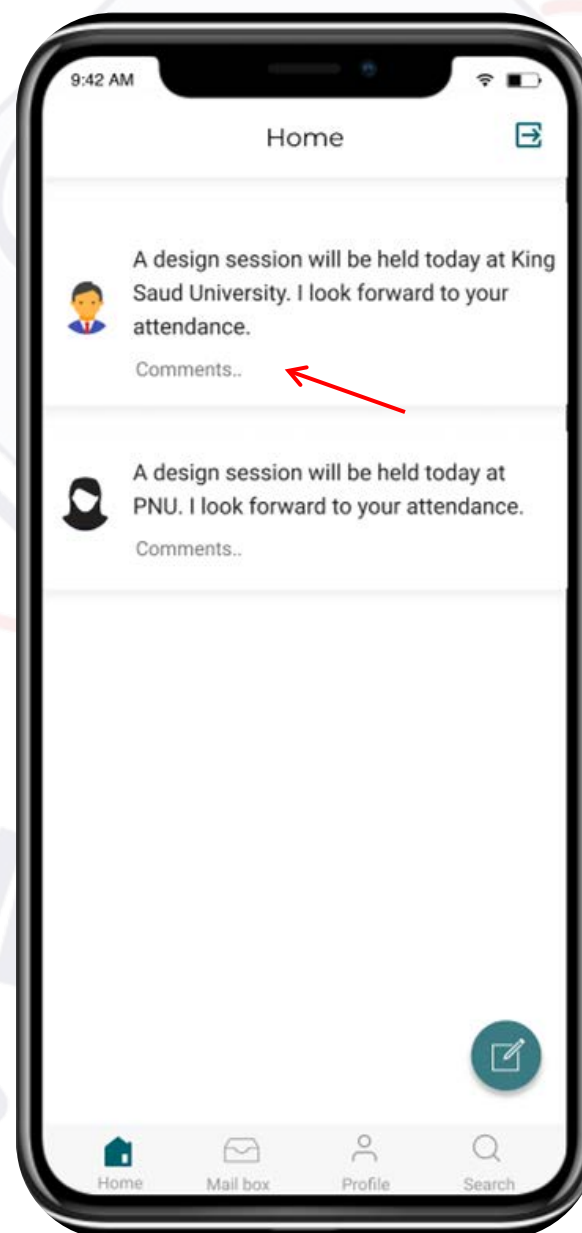 9:42 AM
Home
A design session will be held today at King
Saud University. I look forward to your
attendance.
Comments..
A design session will be held today at
PNU. I look forward to your attendance.
Comments..
Home
Mail box
Profile
Search